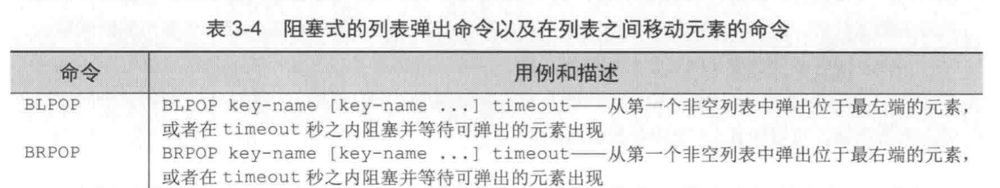 表 3-4 阻塞式的列表弹出命令以及在列表之间移动元素的命令
命令 用例和描述
BLPOP BLPOP key-name [key-name ...] timeout——从第一个非空列表中弹出位于最左端的元素，
或者在 timeout 秒之内阻塞并等待可弹出的元素出现
BRPOP BRPOP key-name [key-name ...] timeout——从第一个非空列表中弹出位于最右端的元素，
或者在 timeout 秒之内阻塞并等待可弹出的元素出现